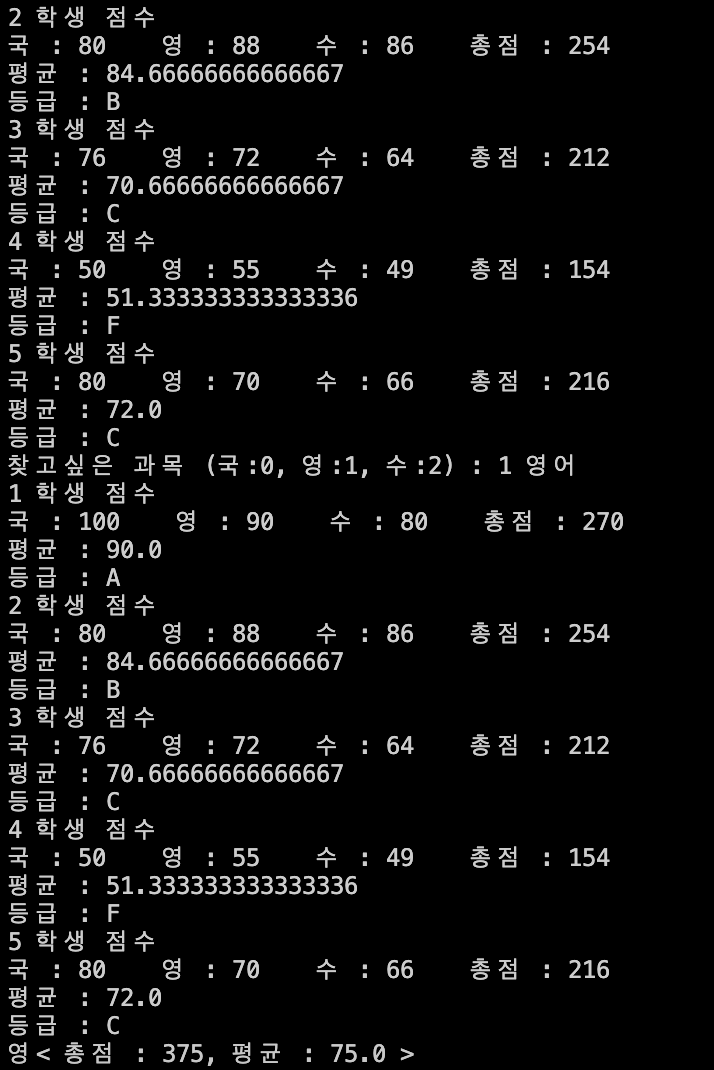 2 학생 점수
국 : 80 영 : 88 수 : 86 총점 : 254
평균 : 84.66666666666667
등급 : B
3 학생 점수
국 : 76 영 : 72 수 : 64 총점 : 212
평균 : 70.66666666666667
등급 : C
4 학생 점수
국 : 50 영 : 55 수 : 49 총점 : 154
평균 : 51.333333333333336
등급 : F
5 학생 점수
국 : 80 영 : 70 수 : 66 총점 : 216
평균 : 72.0
등급 : C
찾고싶은 과목 (국:0, 영:1, 수:2) : 1 영어
1 학생 점수
국 : 100 영 : 90 수 : 80 총점 : 270
평균 : 90.0
등급 : A
2 학생 점수
국 : 80 영 : 88 수 : 86 총점 : 254
평균 : 84.66666666666667
등급 : B
3 학생 점수
국 : 76 영 : 72 수 : 64 총점 : 212
평균 : 70.66666666666667
등급 : C
4 학생 점수
국 : 50 영 : 55 수 : 49 총점 : 154
평균 : 51.333333333333336
등급 : F
5 학생 점수
국 : 80 영 : 70 수 : 66 총점 : 216
평균 : 72.0
등급 : C
영< 총점 : 375, 평균 : 75.0 >